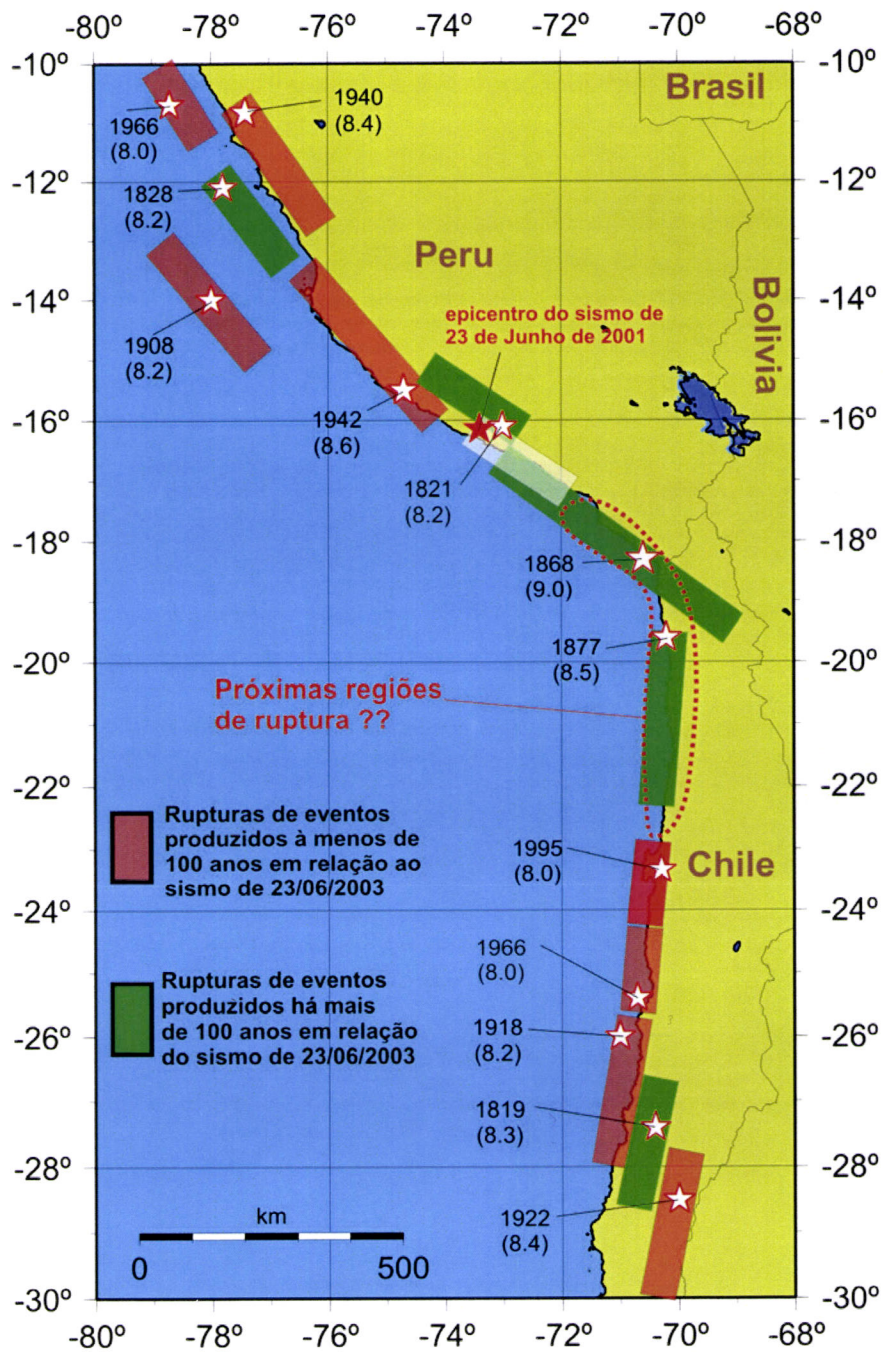 -80º -78º -76º -74º -72º -70º -68º
-10º -10º
Brasil
1940
(8.4)
1966
(8.0)
-12º -12º
1828
(8.2)
Peru
-14º -14º
Bolivia
epicentro do sismo de
23 de Junho de 2001
1908
(8.2)
-16º -16º
1942
(8.6)
1821
(8.2)
-18º -18º
1868
(9.0)
1877
(8.5)
-20º -20º
Próximas regiões
de ruptura ??
-22º -22º
Rupturas de eventos
produzidos à menos de
100 anos em relação ao
sismo de 23/06/2003
1995
(8.0)
Chile
-24º -24º
1966
(8.0)
Rupturas de eventos
produzidos há mais
de 100 anos em relação
do sismo de 23/06/2003
-26º -26º
1918
(8.2)
1819
(8.3)
-28º -28º
1922
(8.4)
km
0 500
-30º -30º
-80º -78º -76º -74º -72º -70º -68º